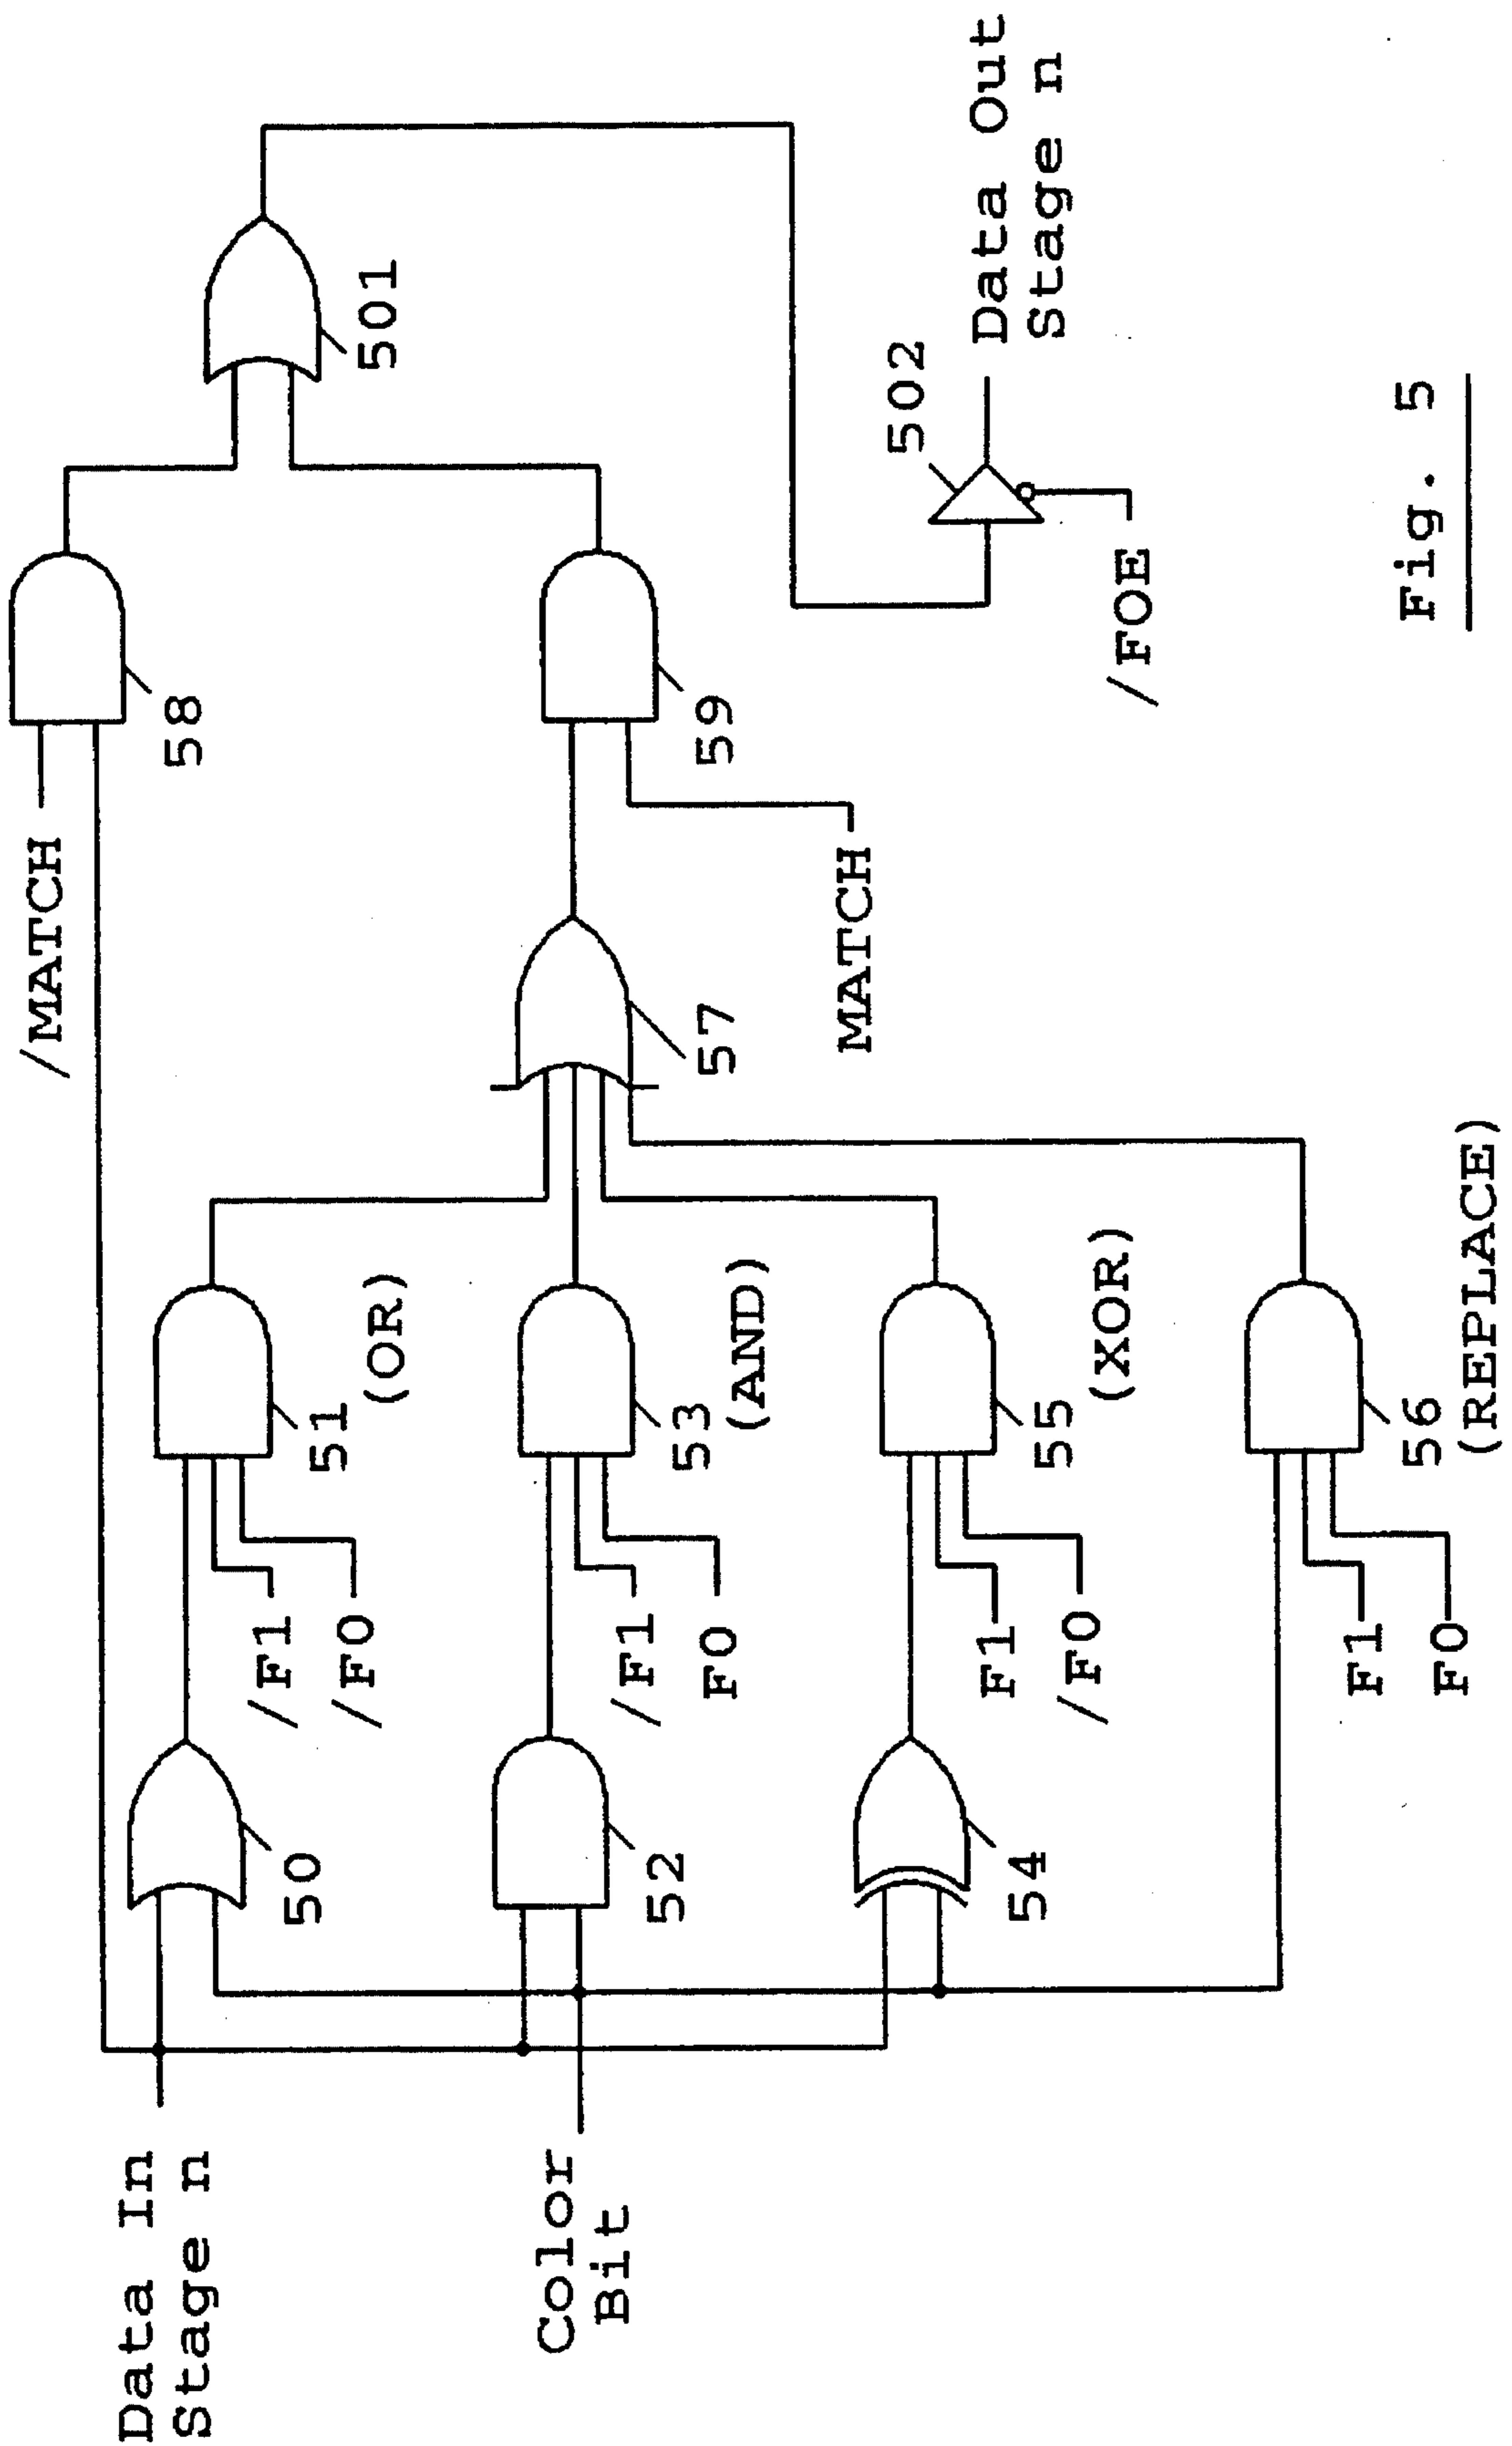 Data In
Stage n
Color
Bit
50
/F1
/F0
51
(OR)
52
/F1
F0
53
(AND)
54
F1
/F0
55
(XOR)
F1
F0
56
(REPLACE)
57
/MATCH
58
MATCH
59
501
/FOE
502
Data Out
Stage n
Fig. 5